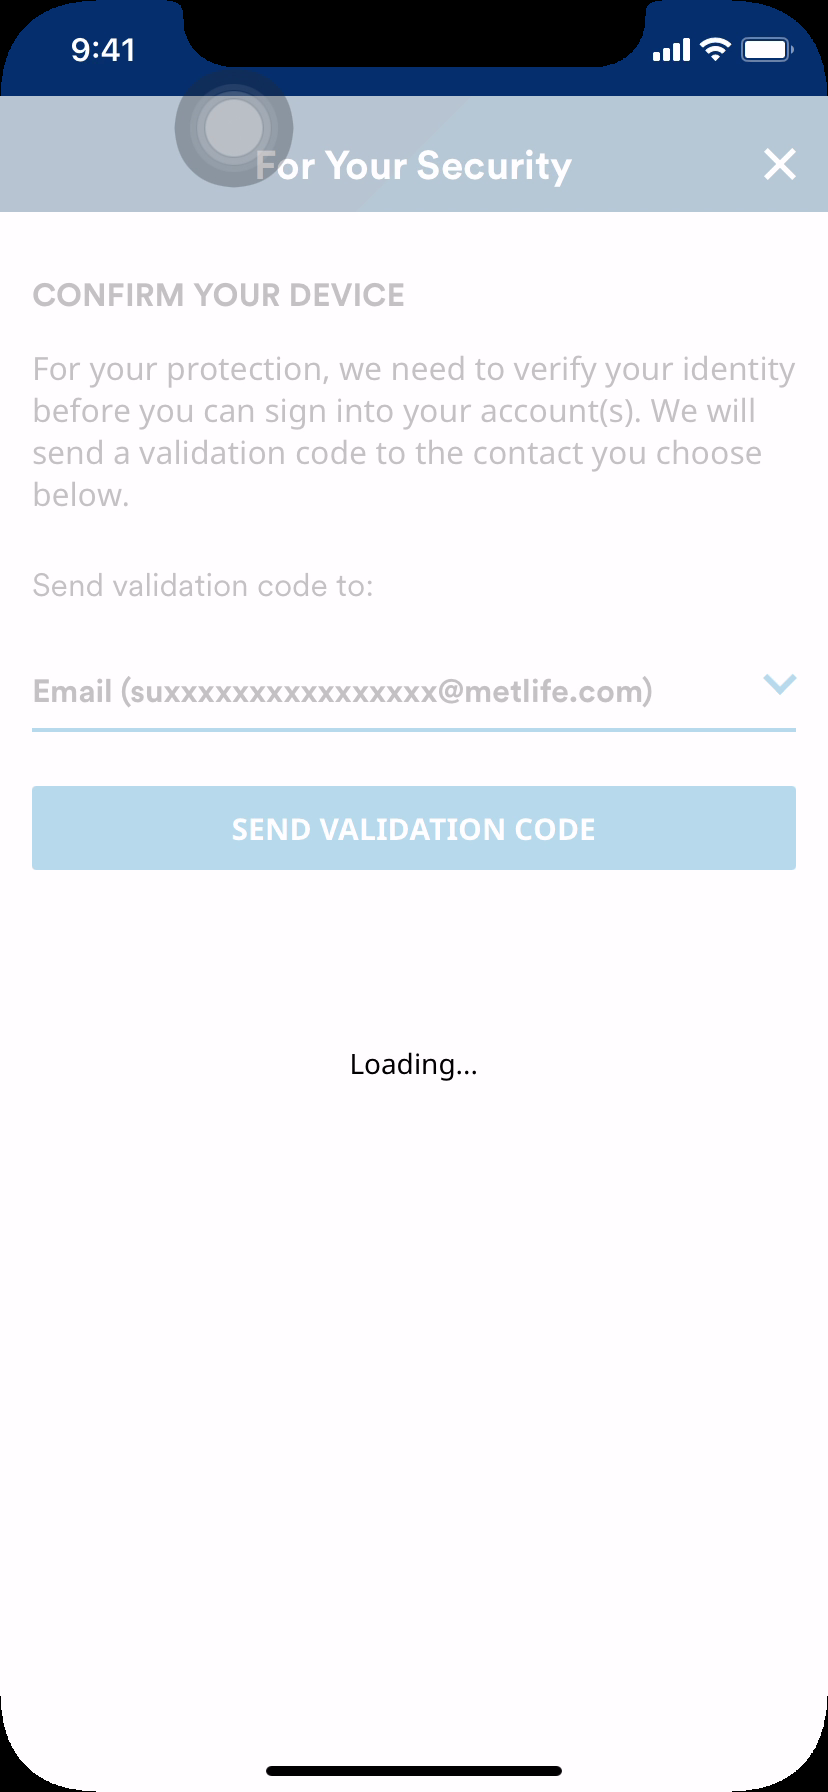 9:41
For Your Security
CONFIRM YOUR DEVICE
For your protection, we need to verify your identity
before you can sign into your account(s). We will
send a validation code to the contact you choose
below.
Send validation code to:
Email (suxxxxxxxxxxxxxxxxx@metlife.com)
SEND VALIDATION CODE
Loading...